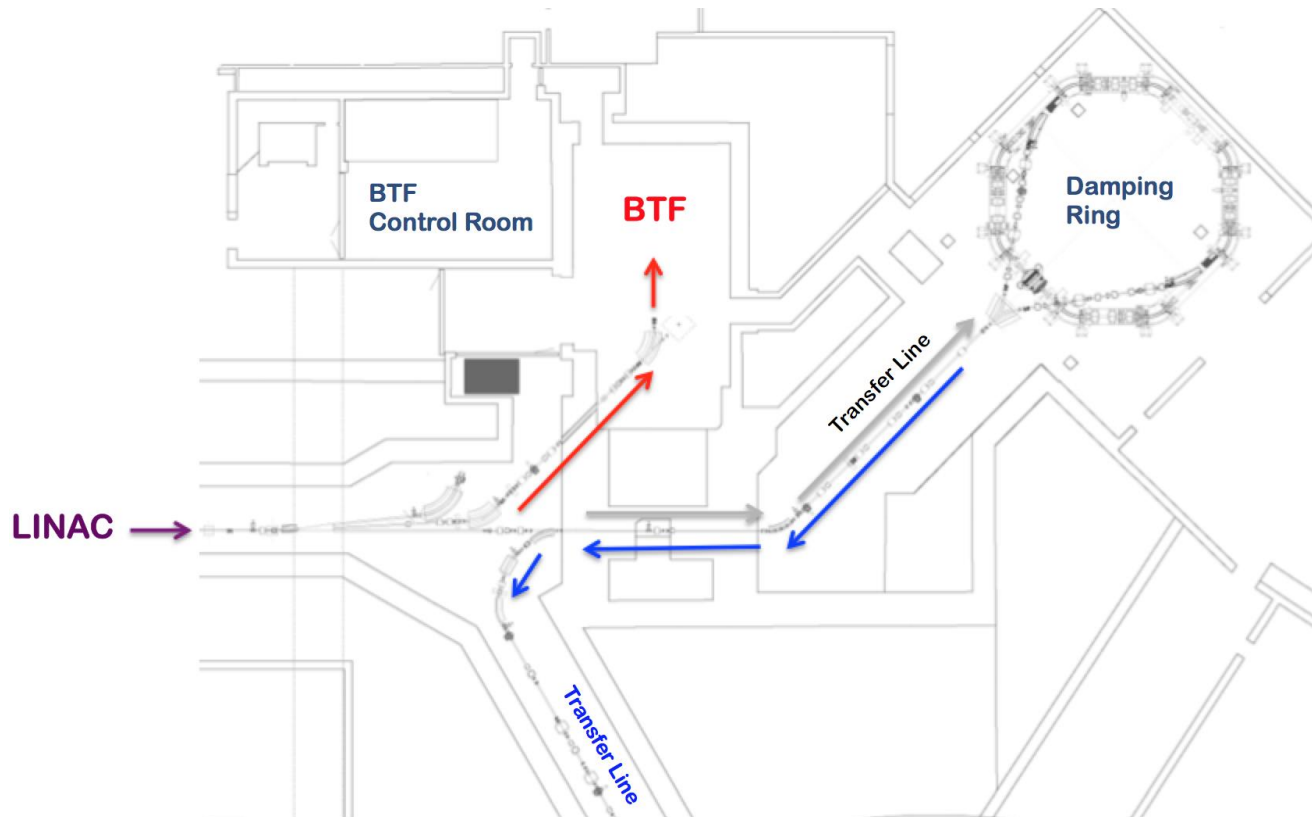 BTF
Control Room
BTF
Damping
Ring
Transfer Line
LINAC
Transfer Line